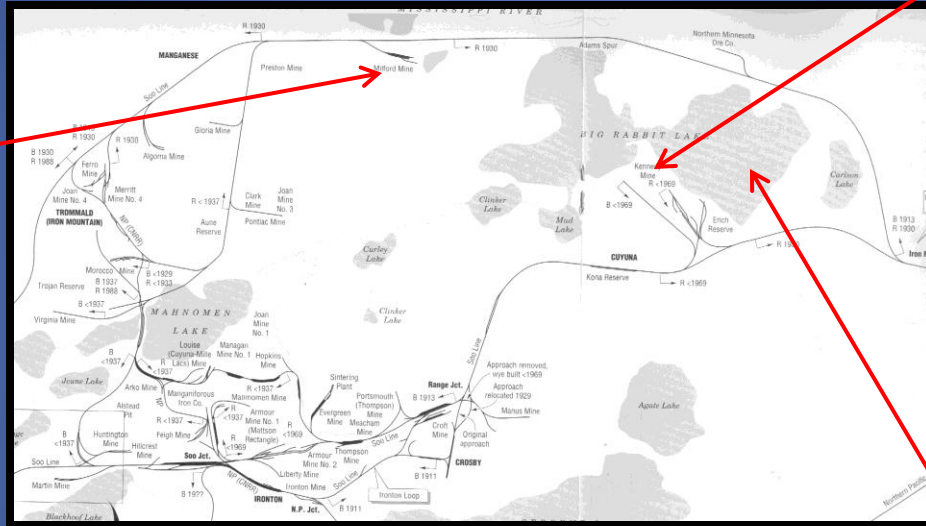 MISSISSIPPI RIVER
R 1930
MANGANESE
Preston Mine
Milford Mine
R 1930
Adams Spur
Northern Minnesota
Ore Co.
Soo Line
Gloria Mine
Algoma Mine
R 1930
R 1930
B 1930
R 1988
Ferro
Mine
Joan
Mine No. 4
Merritt
Mine No. 4
TROMMALD
(IRON MOUNTAIN)
NP (CNRR)
R <1937
Clark
Mine
Joan
Mine
No. 3
Pontiac Mine
Aune
Reserve
BIG RABBIT LAKE
Mine
R <1969
B <1969
Erich
Reserve
Carlson
Lake
Clinker
Lake
Mud
Lake
Curley
Lake
CUYUNA
Kona Reserve
R <1969
B 1913
R 1930
Morocco Mine
B <1929
R <1933
Trojan Reserve
B 1937
R 1988
B <1937
Virginia Mine
MAHNOMEN
LAKE
Joan
Mine
No. 1
Clinker
Lake
Louise
(Cuyuna-Mille
Lacs) Mine
Managan
Mine No. 1
Hopkins
Mine
B
<1937
R
<1937
Arko Mine
NP
Manganiferous
Iron Co.
R <1937
Mahnomen Mine
Sintering
Plant
Soo Line
Approach removed,
wye built <1969
Approach
relocated 1929
Range Jct.
B 1913
Portsmouth
(Thompson)
Mine
Meacham
Mine
Evergreen
Mine
Manus Mine
Agate Lake
Alstead
Pit
R <1937
R
<1937
Armour
Mine No. 1
(Mattson
Rectangle)
R
<1969
Feigh Mine
R
<1969
Huntington
Mine
Hillcrest
Mine
B
<1937
Soo Line
Martin Mine
Soo Jct.
Armour
Mine No. 2
Thompson
Mine
Soo Line
Croft
Mine
Original
approach
CROSBY
Liberty Mine
Ironton Mine
NP (CNRR)
IRONTON
Soo Line
B 1911
Ironton Loop
B 19??
N.P. Jct.
B 1911
Blackhoof Lake
Northern Pacific